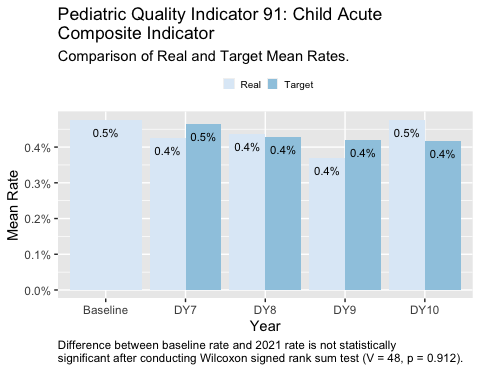 Pediatric Quality Indicator 91: Child Acute
Composite Indicator
Comparison of Real and Target Mean Rates.
Real Target
Mean Rate
0.4%
0.3%
0.2%
0.1%
0.0%
0.5%
0.4%
0.5%
0.4%
0.4%
0.3%
0.4%
0.5%
0.4%
Baseline DY7 DY8 DY9 DY10
Year
Difference between baseline rate and 2021 rate is not statistically
significant after conducting Wilcoxon signed rank sum test (V = 48, p = 0.912).